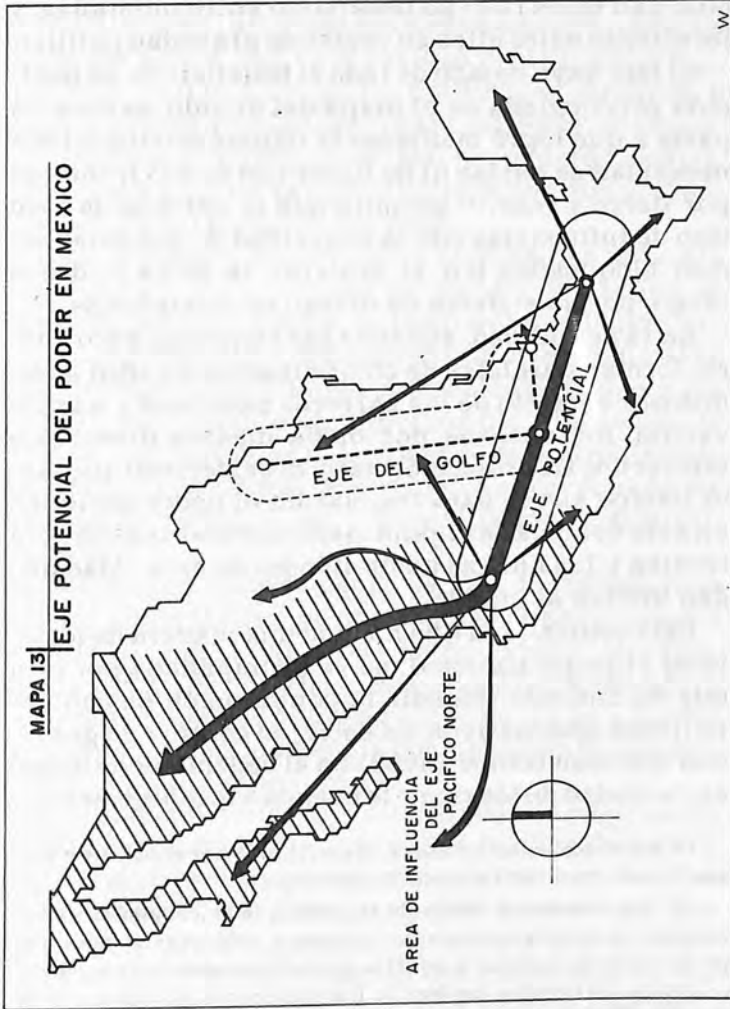 MAPA 13
EJE POTENCIAL DEL PODER EN MEXICO
EJE DEL GOLFO
EJE POTENCIAL
AREA DE INFLUENCIA
DEL EJE
PACIFICO NORTE
W